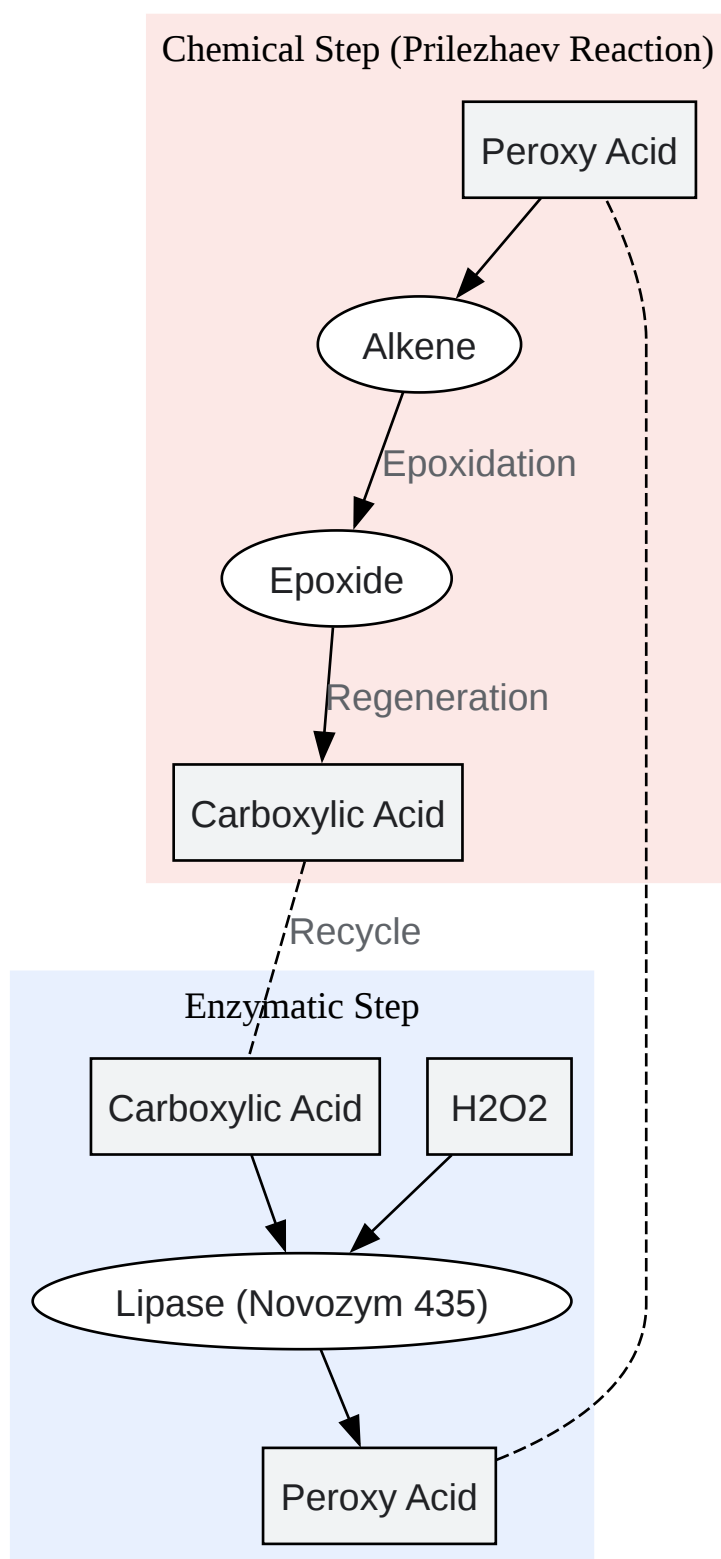 Chemical Step (Prilezhaev Reaction)
Peroxy Acid
Alkene
Epoxidation
Epoxide
Regeneration
Carboxylic Acid
Recycle
Enzymatic Step
Carboxylic Acid
H2O2
Lipase (Novozym 435)
Peroxy Acid